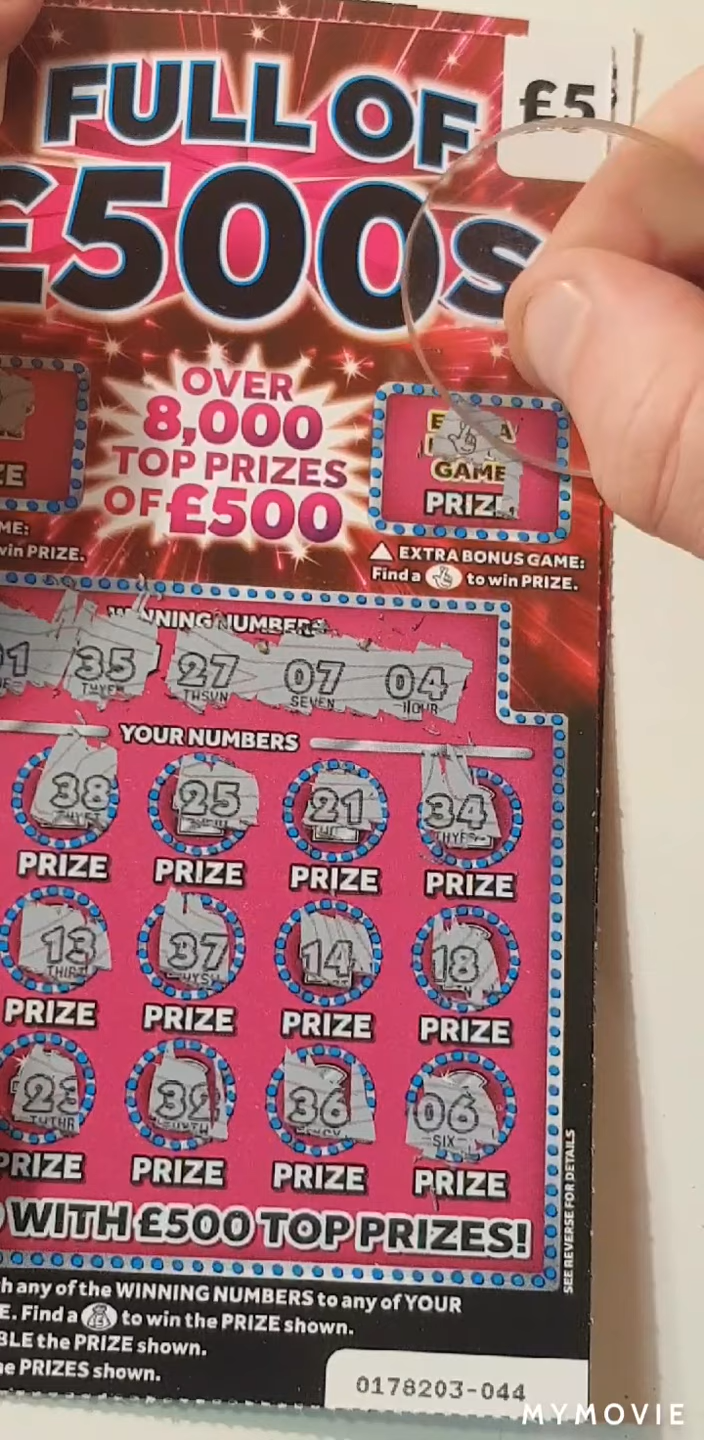 FULL OF
£500S
£5
OVER
8,000
TOP PRIZES
OF £500
GAME
▲ EXTRA BONUS GAME:
Find a to win PRIZE.
win PRIZE.
WINNING NUMBERS
35 27 07 04
SEVEN
YOUR NUMBERS
38 25 21 34
PRIZE PRIZE PRIZE PRIZE
13 37 14 18
PRIZE PRIZE PRIZE PRIZE
23 39 36 06
SIX
PRIZE PRIZE PRIZE PRIZE
WITH £500 TOP PRIZES!
any of the WINNING NUMBERS to any of YOUR
Find a to win the PRIZE shown.
the PRIZE shown.
PRIZES shown.
SEE REVERSE FOR DETAILS
0178203-044
MYMOVIE